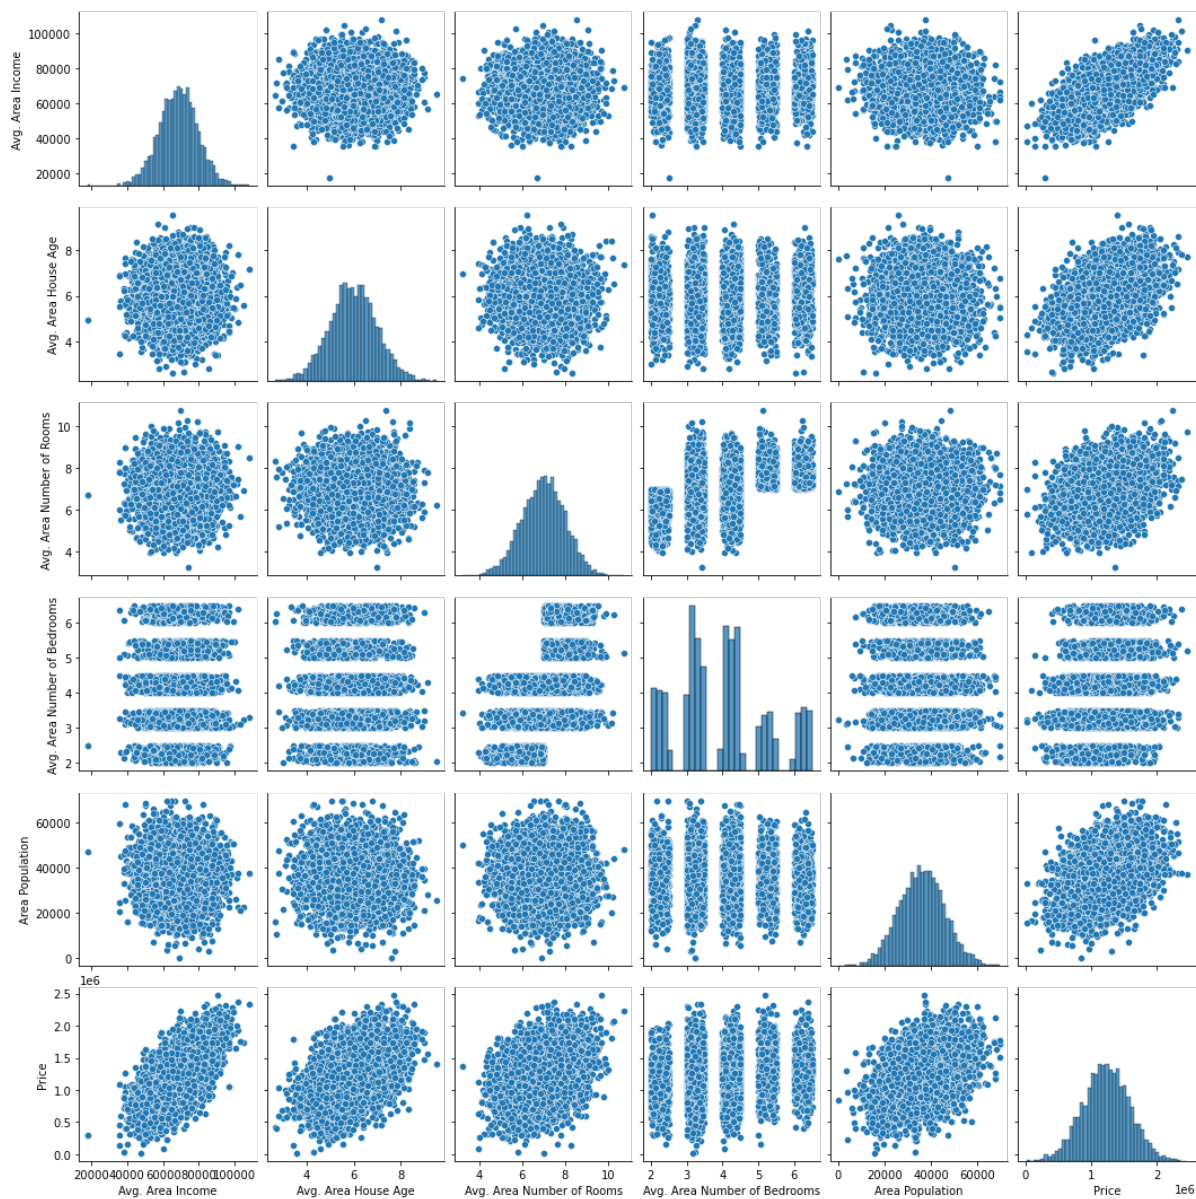 100000
80000
60000
40000
20000
Avg. Area Income
8
6
4
Avg. Area House Age
10
8
6
4
Avg. Area Number of Rooms
6
5
4
3
2
Avg. Area Number of Bedrooms
60000
40000
20000
0
Area Population
1e6
2.5
2.0
1.5
1.0
0.5
0.0
Price
20000 40000 60000 80000 100000
4 6 8
4 6 8 10
2 3 4 5 6
0 20000 40000 60000
0 1 2
1e6
Avg. Area Income
Avg. Area House Age
Avg. Area Number of Rooms
Avg. Area Number of Bedrooms
Area Population
Price